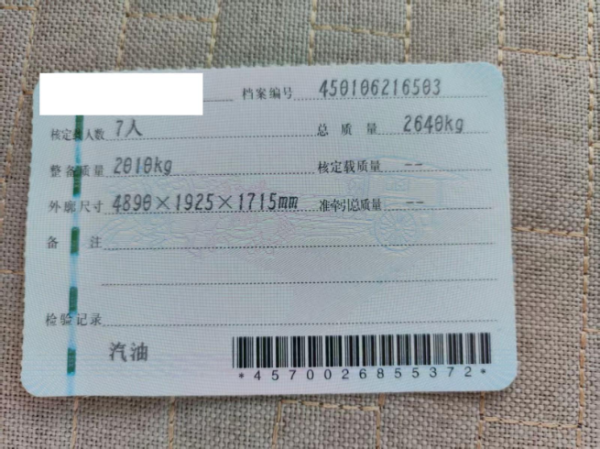 档案编号 450106216503
核定载人数 7人 总质量 2640kg
整备质量 2010kg 核定载质量 --
外廓尺寸 4890×1925×1715mm 准牵引总质量 --
备注
检验记录
汽油
*4570026855372*